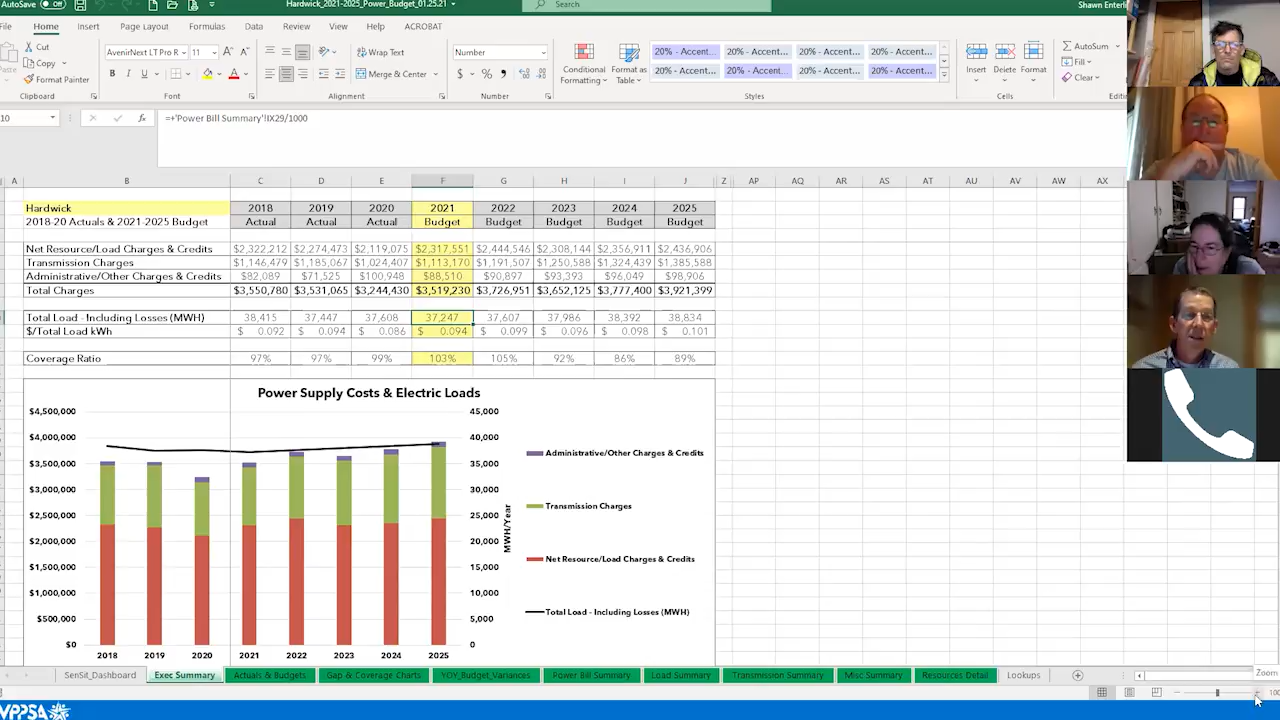 AutoSave Off Hardwick_2021-2025_Power_Budget_01.25.21 Search Shawn Enterli
File Home Insert Page Layout Formulas Data Review View Help ACROBAT
Cut
Copy
Format Painter
Paste
Clipboard
AvenirNext LT Pro R 11
Font
Wrap Text
Merge & Center
Alignment
Number
Number
Conditional Formatting
Format as Table
20% - Accent... 20% - Accent... 20% - Accent... 20% - Accent...
20% - Accent... 20% - Accent... 20% - Accent... 20% - Accent...
Styles
Insert Delete Format
Cells
AutoSum
Fill
Clear
Editi
10 fx =+'Power Bill Summary'!IX29/1000
A B C D E F G H I J Z AP AQ AR AS AT AU AV AW AX
Hardwick 2018 2019 2020 2021 2022 2023 2024 2025
2018-20 Actuals & 2021-2025 Budget Actual Actual Actual Budget Budget Budget Budget Budget
Net Resource/Load Charges & Credits $2,322,212 $2,274,473 $2,119,075 $2,317,551 $2,444,546 $2,308,144 $2,356,911 $2,436,906
Transmission Charges $1,146,479 $1,185,067 $1,024,407 $1,113,170 $1,191,507 $1,250,588 $1,324,439 $1,385,588
Administrative/Other Charges & Credits $82,089 $71,525 $100,948 $88,510 $90,897 $93,393 $96,049 $98,906
Total Charges $3,550,780 $3,531,065 $3,244,430 $3,519,230 $3,726,951 $3,652,125 $3,777,400 $3,921,399
Total Load - Including Losses (MWH) 38,415 37,447 37,608 37,247 37,607 37,986 38,392 38,834
$/Total Load kWh $ 0.092 $ 0.094 $ 0.086 $ 0.094 $ 0.099 $ 0.096 $ 0.098 $ 0.101
Coverage Ratio 97% 97% 99% 103% 105% 92% 86% 89%
Power Supply Costs & Electric Loads
$4,500,000 45,000
$4,000,000 40,000
$3,500,000 35,000
$3,000,000 30,000
$2,500,000 25,000
$2,000,000 20,000
$1,500,000 15,000
$1,000,000 10,000
$500,000 5,000
$0 0
MWH/Year
2018 2019 2020 2021 2022 2023 2024 2025
Administrative/Other Charges & Credits
Transmission Charges
Net Resource/Load Charges & Credits
Total Load - Including Losses (MWH)
SenSit_Dashboard Exec Summary Actuals & Budgets Gap & Coverage Charts YOY_Budget_Variances Power Bill Summary Load Summary Transmission Summary Misc Summary Resources Detail Lookups
Zoom
100
VPPSA